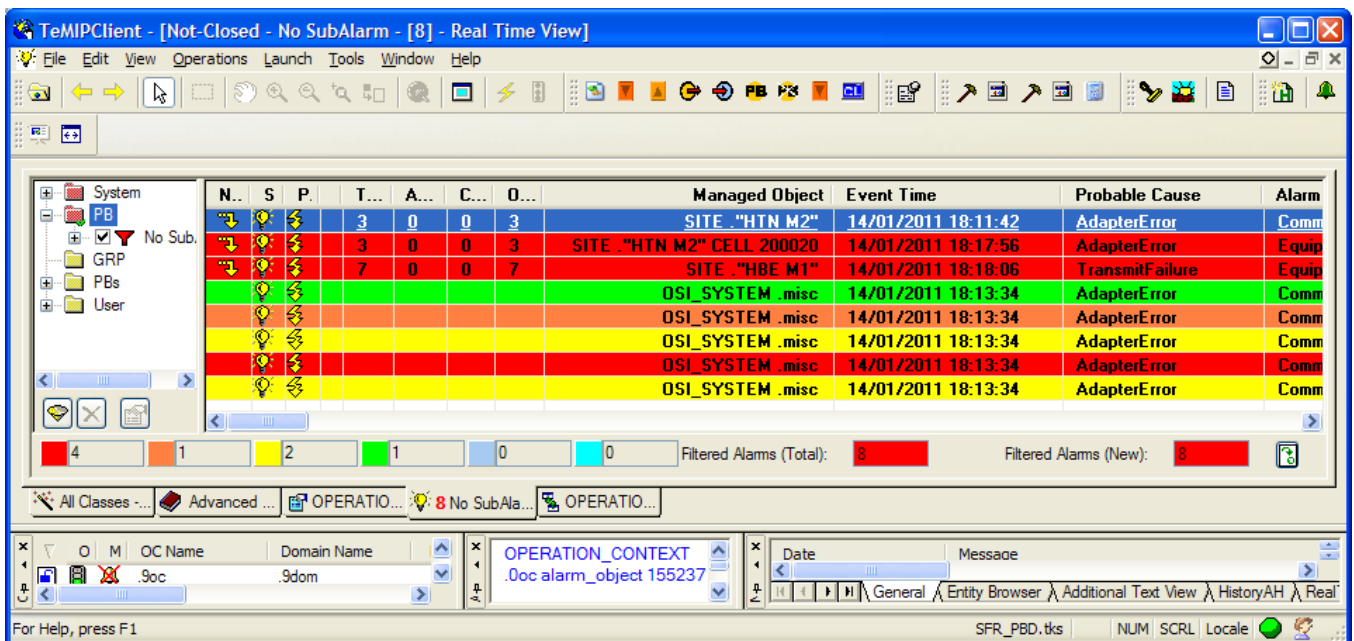 TeMIPClient - [Not-Closed - No SubAlarm - [8] - Real Time View]
File Edit View Operations Launch Tools Window Help
PB PB CL
System
PB
No Sub.
GRP
PBs
User
N.. S P. T... A... C... O... Managed Object Event Time Probable Cause Alarm
3 0 0 3 SITE ."HTN M2" 14/01/2011 18:11:42 AdapterError Comm
3 0 0 3 SITE ."HTN M2" CELL 200020 14/01/2011 18:17:56 AdapterError Equip
7 0 0 7 SITE ."HBE M1" 14/01/2011 18:18:06 TransmitFailure Equip
OSI_SYSTEM .misc 14/01/2011 18:13:34 AdapterError Comm
OSI_SYSTEM .misc 14/01/2011 18:13:34 AdapterError Comm
OSI_SYSTEM .misc 14/01/2011 18:13:34 AdapterError Comm
OSI_SYSTEM .misc 14/01/2011 18:13:34 AdapterError Comm
OSI_SYSTEM .misc 14/01/2011 18:13:34 AdapterError Comm
4 1 2 1 0 0 Filtered Alarms (Total): 8 Filtered Alarms (New): 8
All Classes -... Advanced ... OPERATIO... 8 No SubAla... OPERATIO...
O M OC Name Domain Name
.9oc .9dom
OPERATION_CONTEXT
.0oc alarm_object 155237
Date Message
General Entity Browser Additional Text View HistoryAH Real
For Help, press F1 SFR_PBD.tks NUM SCRL Locale